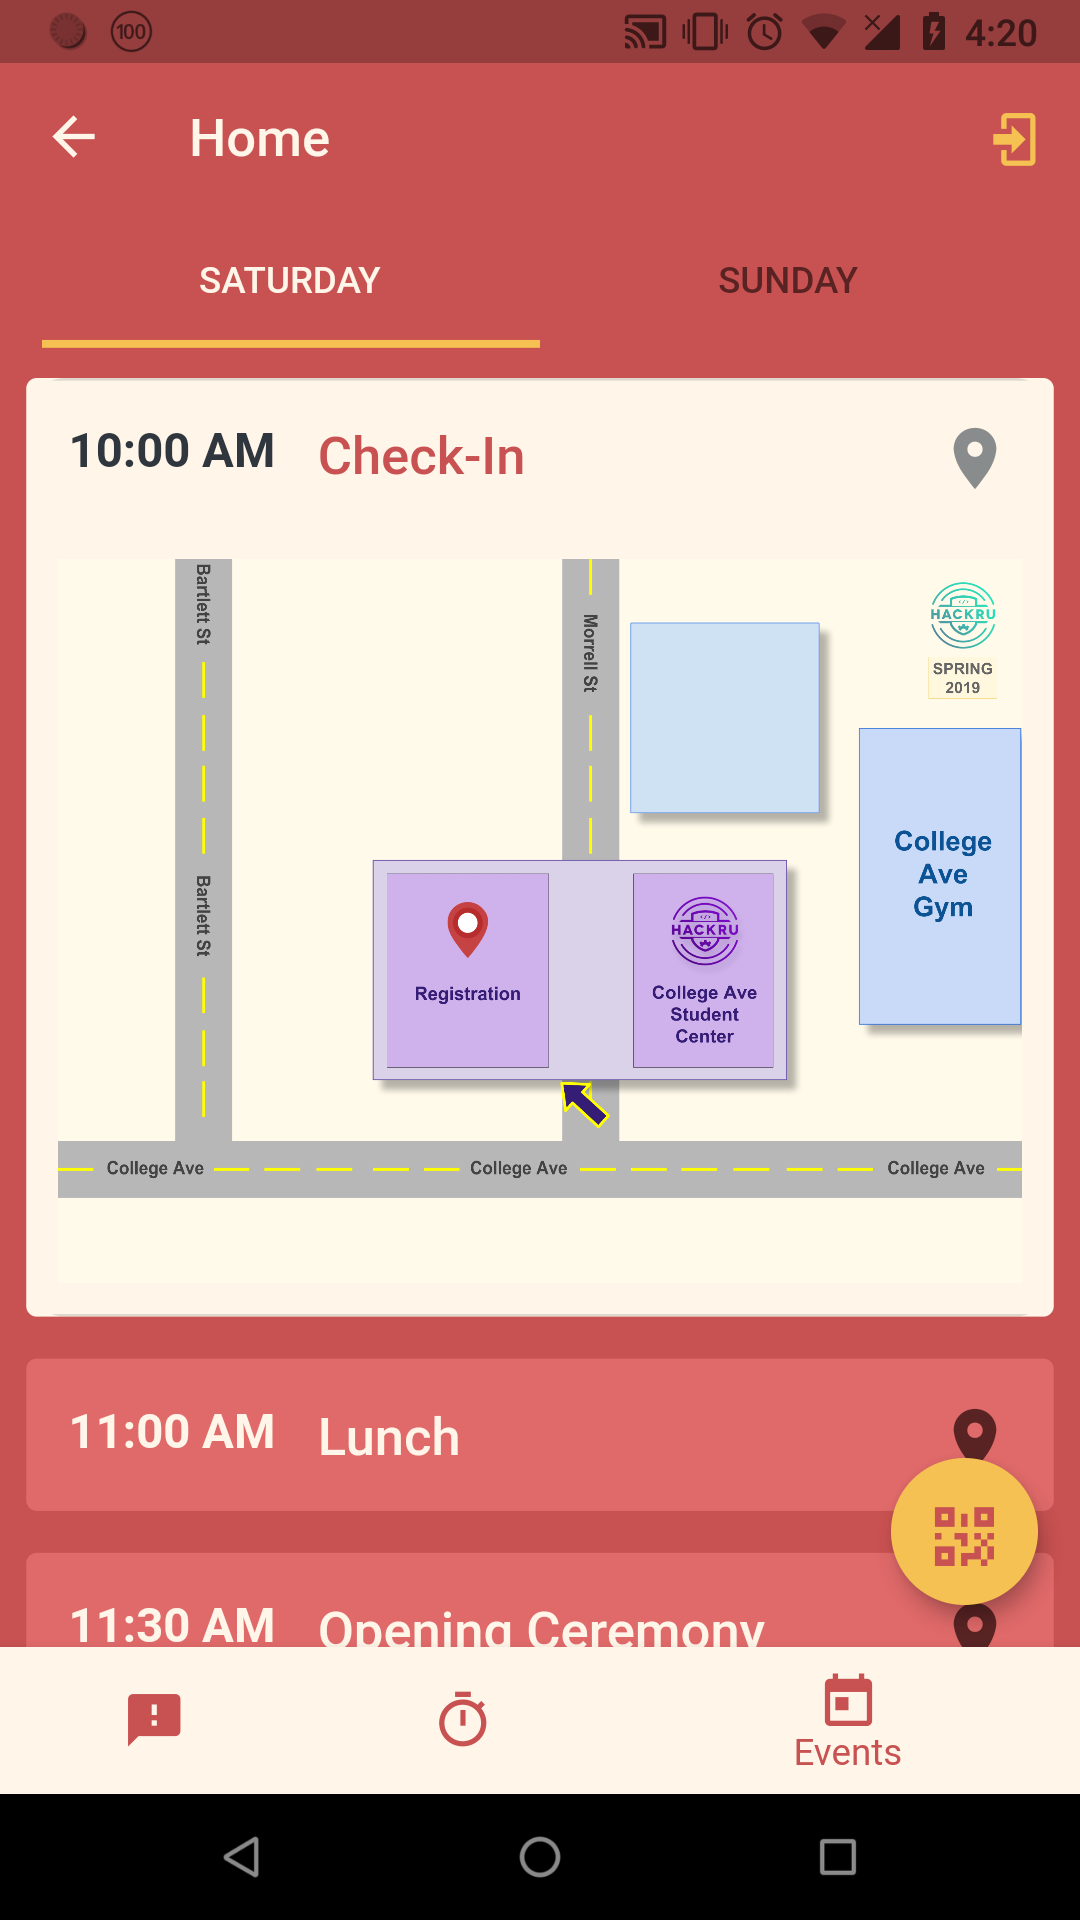 100
4:20
Home
SATURDAY
SUNDAY
10:00 AM
Check-In
Bartlett St
Morrell St
HACKRU
SPRING
2019
College
Ave
Gym
Bartlett St
HACKRU
Registration
College Ave
Student
Center
College Ave
College Ave
College Ave
11:00 AM
Lunch
11:30 AM
Opening Ceremony
Events